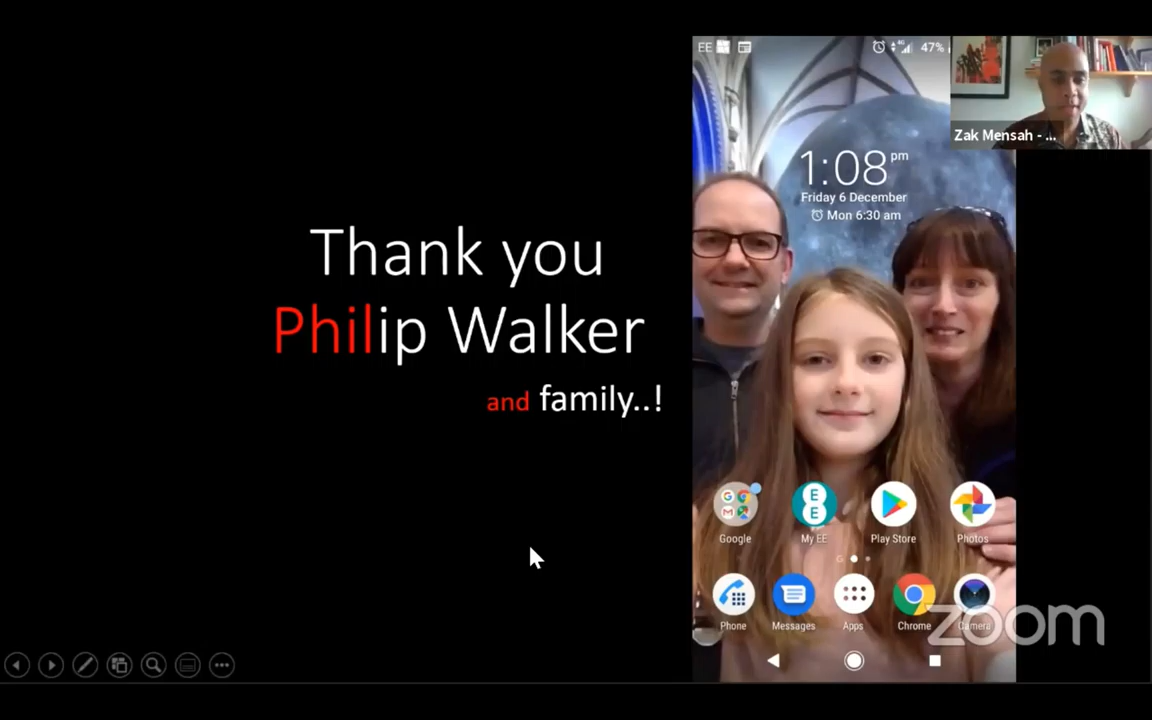 Thank you
Philip Walker
and family..!
EE
47%
1:08 pm
Friday 6 December
Mon 6:30 am
Google
My EE
Play Store
Photos
Phone
Messages
Apps
Chrome
Camera
Zak Mensah - ...
zoom